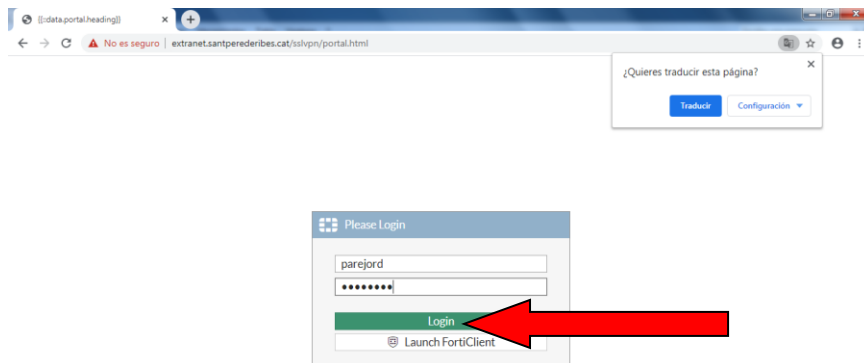 {{::data.portal.heading}}
No es seguro | extranet.santperederibes.cat/sslvpn/portal.html
¿Quieres traducir esta página?
Traducir
Configuración
Please Login
parejord
••••••••
Login
Launch FortiClient